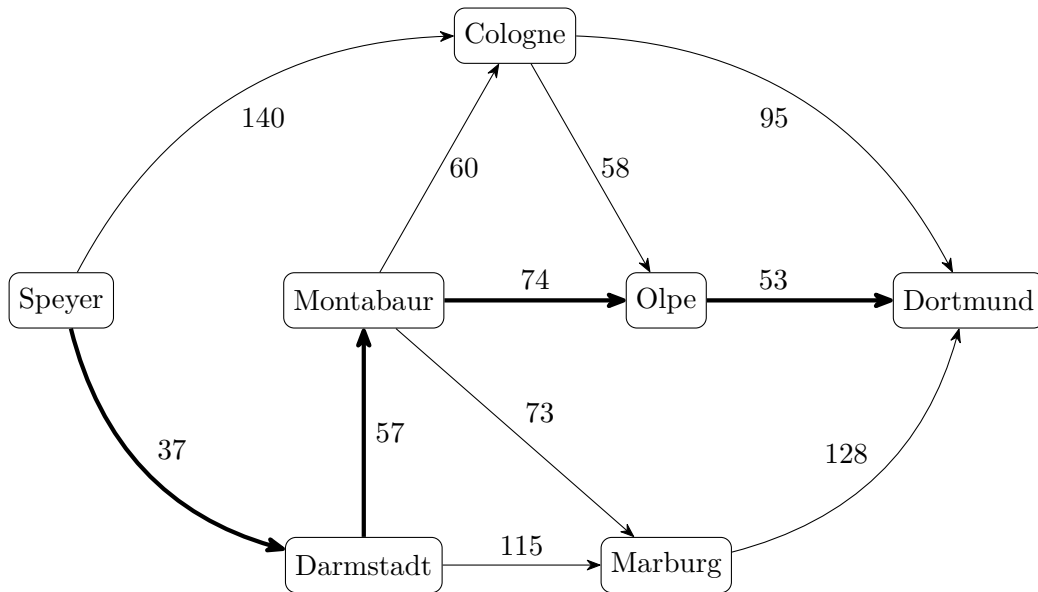 Cologne
140
95
60
58
Speyer
Montabaur
74
Olpe
53
Dortmund
37
57
73
128
Darmstadt
115
Marburg